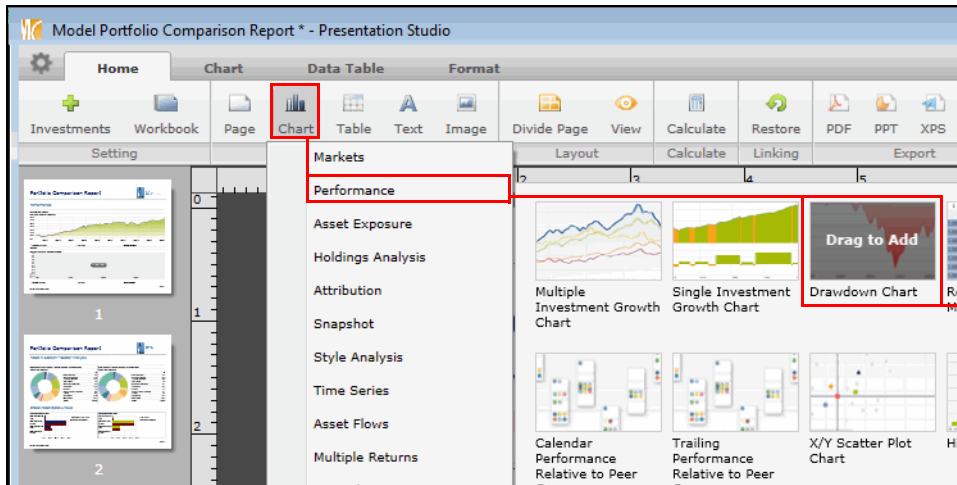 Model Portfolio Comparison Report * - Presentation Studio
Home Chart Data Table Format
Investments Workbook Page Chart Table Text Image Divide Page View Calculate Restore PDF PPT XPS
Setting Layout Calculate Linking Export
Markets
Performance
Asset Exposure
Holdings Analysis
Attribution
Snapshot
Style Analysis
Time Series
Asset Flows
Multiple Returns
2 3 4 5
0
1
2
Portfolio Comparison Report
1
Portfolio Comparison Report
2
Drag to Add
Multiple
Investment Growth
Chart
Single Investment
Growth Chart
Drawdown Chart
Calendar
Performance
Relative to Peer
Trailing
Performance
Relative to Peer
X/Y Scatter Plot
Chart